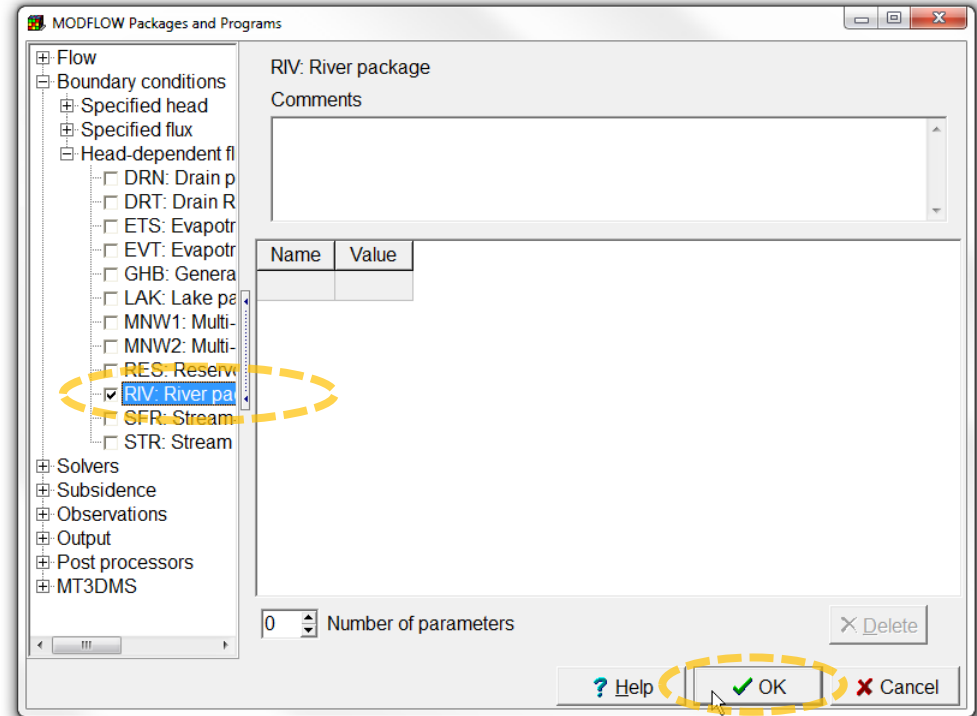 MODFLOW Packages and Programs
Flow
Boundary conditions
Specified head
Specified flux
Head-dependent fl
DRN: Drain p
DRT: Drain R
ETS: Evapotr
EVT: Evapotr
GHB: Genera
LAK: Lake pa
MNW1: Multi-
MNW2: Multi-
RES: Reserv
RIV: River pa
SFR: Stream
STR: Stream
Solvers
Subsidence
Observations
Output
Post processors
MT3DMS
RIV: River package
Comments
Name Value
0 Number of parameters
Delete
Help
OK
Cancel